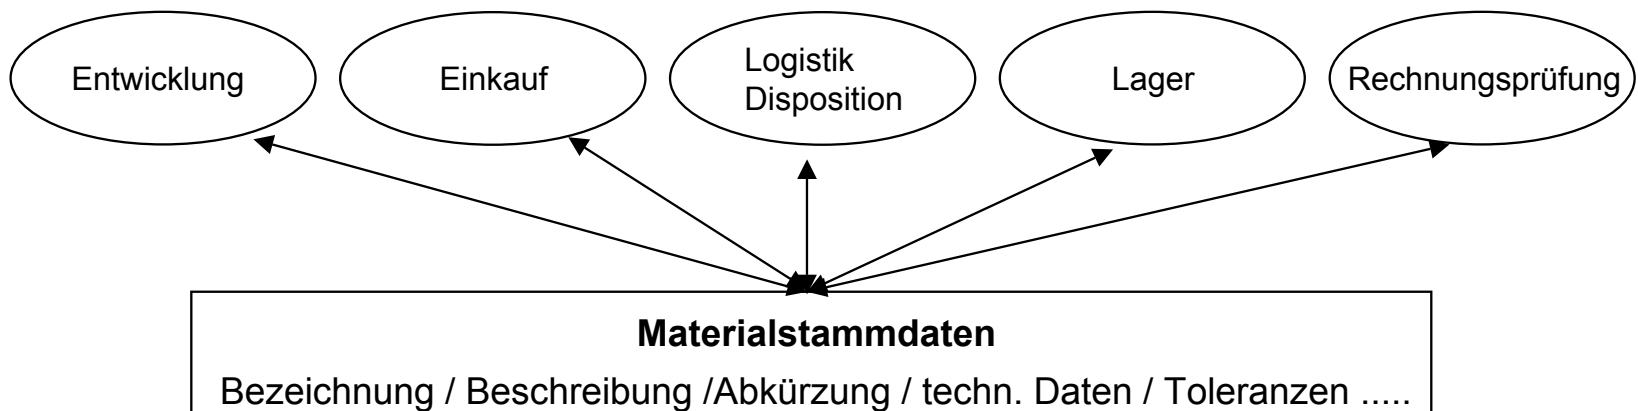 Entwicklung
Einkauf
Logistik
Disposition
Lager
Rechnungsprüfung
Materialstammdaten
Bezeichnung / Beschreibung /Abkürzung / techn. Daten / Toleranzen .....